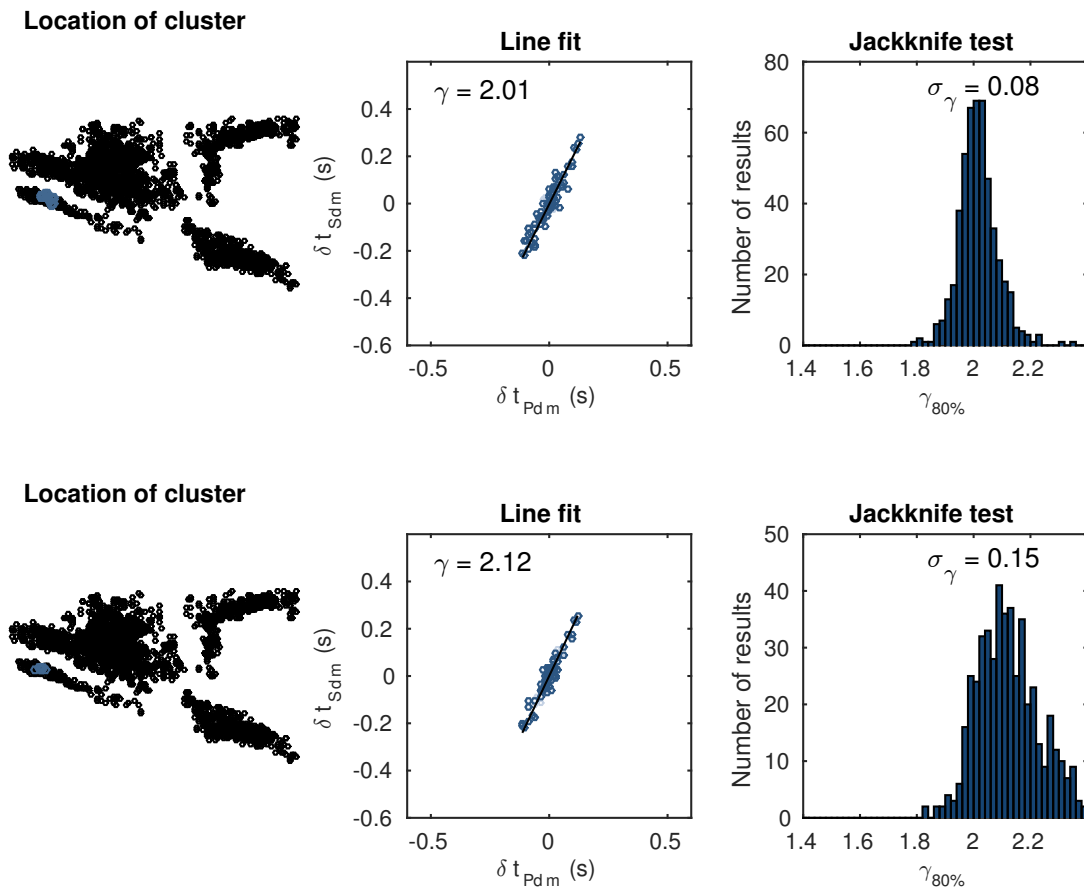 Location of cluster
Line fit
Jackknife test
γ = 2.01
σγ = 0.08
δ tSdm (s)
0.4
0.2
0
-0.2
-0.4
-0.6
-0.5 0 0.5
δ tPdm (s)
Number of results
80
60
40
20
0
1.4 1.6 1.8 2 2.2
γ80%
Location of cluster
Line fit
Jackknife test
γ = 2.12
σγ = 0.15
δ tSdm (s)
0.4
0.2
0
-0.2
-0.4
-0.6
-0.5 0 0.5
δ tPdm (s)
Number of results
50
40
30
20
10
0
1.4 1.6 1.8 2 2.2
γ80%